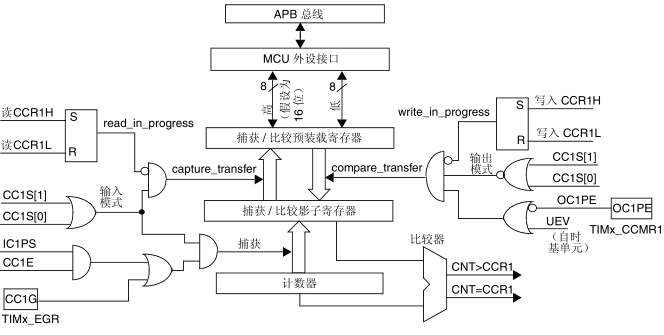 APB 总线
MCU 外设接口
8
高
(假设为
16 位)
8
低
读CCR1H
S
读CCR1L
R
read_in_progress
write_in_progress
S
写入 CCR1H
R
写入 CCR1L
捕获 / 比较预装载寄存器
capture_transfer
compare_transfer
输出
模式
CC1S[1]
CC1S[0]
CC1S[1]
CC1S[0]
输入
模式
捕获 / 比较影子寄存器
OC1PE
OC1PE
UEV
TIMx_CCMR1
(自时
基单元)
IC1PS
CC1E
捕获
比较器
CC1G
TIMx_EGR
计数器
CNT>CCR1
CNT=CCR1